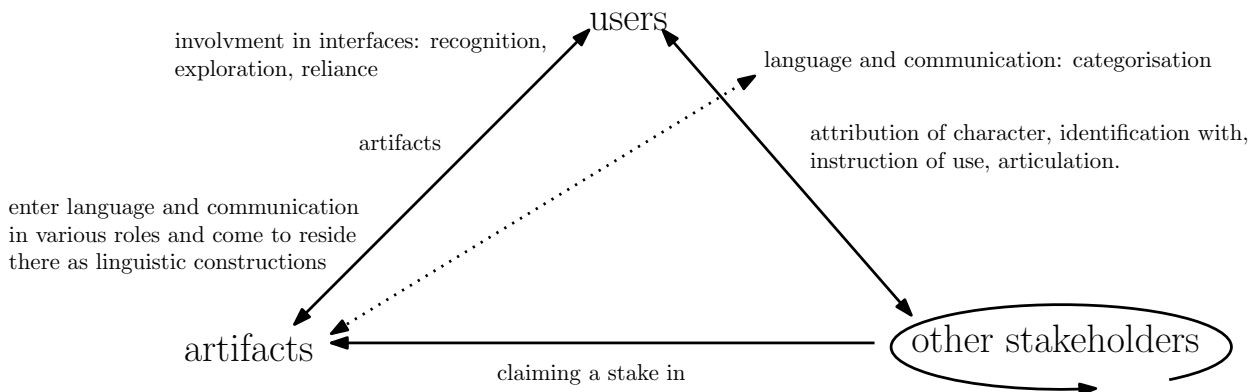 users
involvment in interfaces: recognition,
exploration, reliance
language and communication: categorisation
artifacts
attribution of character, identification with,
instruction of use, articulation.
enter language and communication
in various roles and come to reside
there as linguistic constructions
artifacts
other stakeholders
claiming a stake in